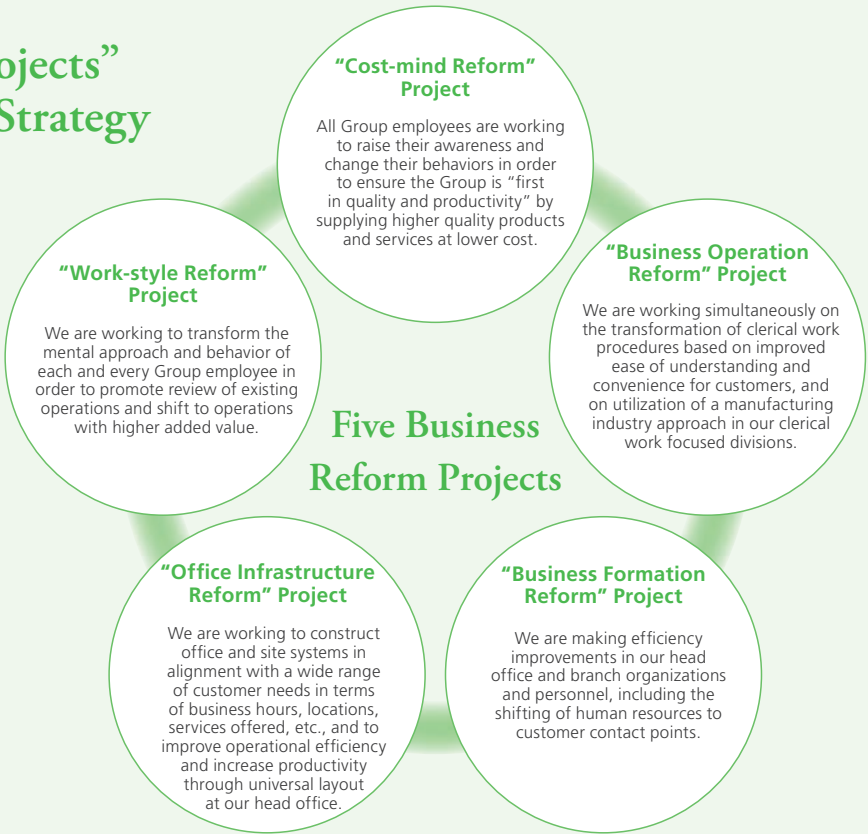 ojects”
Strategy
“Cost-mind Reform”
Project
All Group employees are working
to raise their awareness and
change their behaviors in order
to ensure the Group is “first
in quality and productivity” by
supplying higher quality products
and services at lower cost.
“Business Operation
Reform” Project
We are working simultaneously on
the transformation of clerical work
procedures based on improved
ease of understanding and
convenience for customers, and
on utilization of a manufacturing
industry approach in our clerical
work focused divisions.
“Work-style Reform”
Project
We are working to transform the
mental approach and behavior of
each and every Group employee in
order to promote review of existing
operations and shift to operations
with higher added value.
Five Business
Reform Projects
“Office Infrastructure
Reform” Project
We are working to construct
office and site systems in
alignment with a wide range
of customer needs in terms
of business hours, locations,
services offered, etc., and to
improve operational efficiency
and increase productivity
through universal layout
at our head office.
“Business Formation
Reform” Project
We are making efficiency
improvements in our head
office and branch organizations
and personnel, including the
shifting of human resources to
customer contact points.